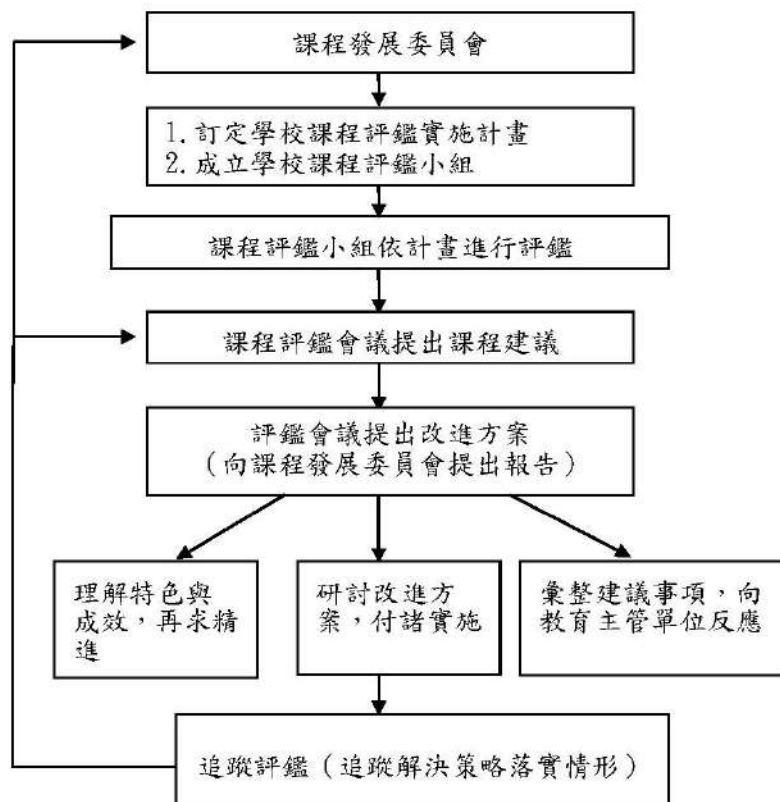 課程發展委員會
1.訂定學校課程評鑑實施計畫
2.成立學校課程評鑑小組
課程評鑑小組依計畫進行評鑑
課程評鑑會議提出課程建議
評鑑會議提出改進方案
（向課程發展委員會提出報告）
理解特色與
成效，再求精
進
研討改進方
案，付諸實施
彙整建議事項，向
教育主管單位反應
追蹤評鑑（追蹤解決策略落實情形）